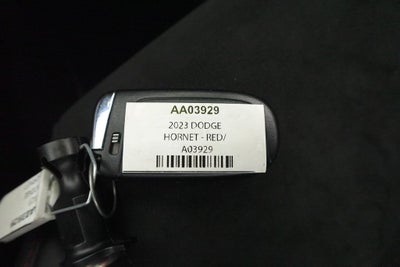 AA03929
2023 DODGE
HORNET - RED/
A03929